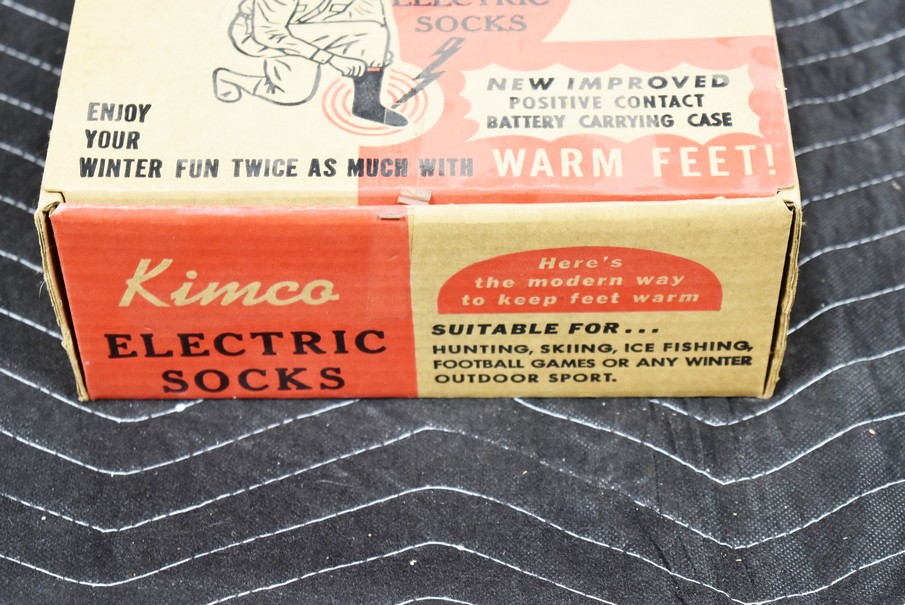 ELECTRIC
SOCKS
NEW IMPROVED
POSITIVE CONTACT
BATTERY CARRYING CASE
ENJOY
YOUR
WINTER FUN TWICE AS MUCH WITH WARM FEET!
Kimco
ELECTRIC
SOCKS
Here's
the modern way
to keep feet warm
SUITABLE FOR...
HUNTING, SKIING, ICE FISHING,
FOOTBALL GAMES OR ANY WINTER
OUTDOOR SPORT.